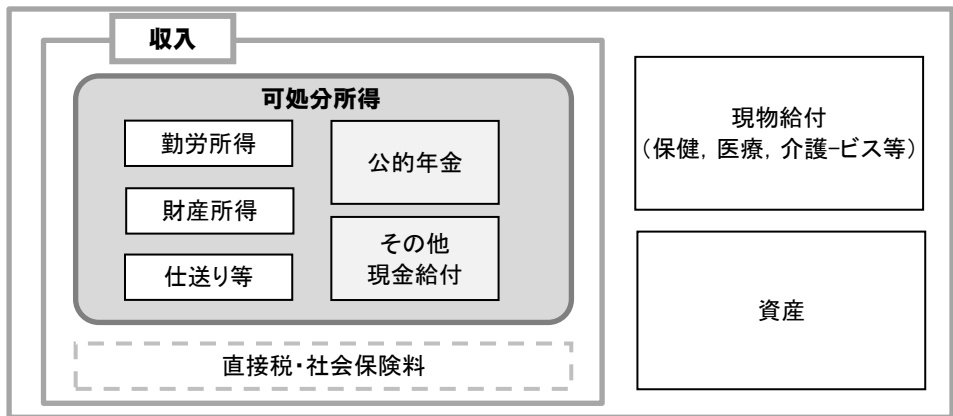 収入
可処分所得
勤労所得
財産所得
仕送り等
公的年金
その他
現金給付
直接税・社会保険料
現物給付
（保健，医療，介護-ビス等）
資産